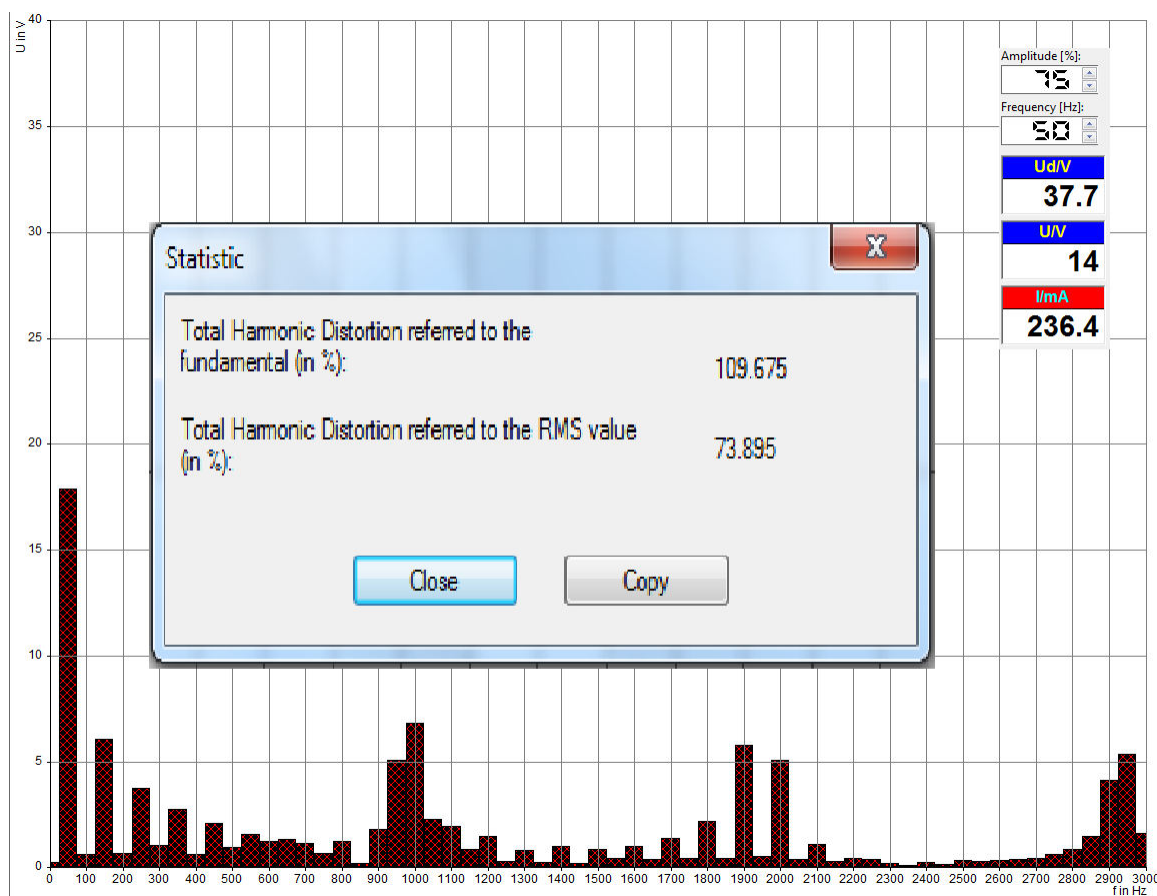 U in V
40
35
30
25
20
15
10
5
0
Amplitude [%]:
75
Frequency [Hz]:
50
Ud/V
37.7
U/V
14
I/mA
236.4
Statistic
X
Total Harmonic Distortion referred to the
fundamental (in %):
109.675
Total Harmonic Distortion referred to the RMS value
(in %):
73.895
Close
Copy
0 100 200 300 400 500 600 700 800 900 1000 1100 1200 1300 1400 1500 1600 1700 1800 1900 2000 2100 2200 2300 2400 2500 2600 2700 2800 2900 3000
f in Hz